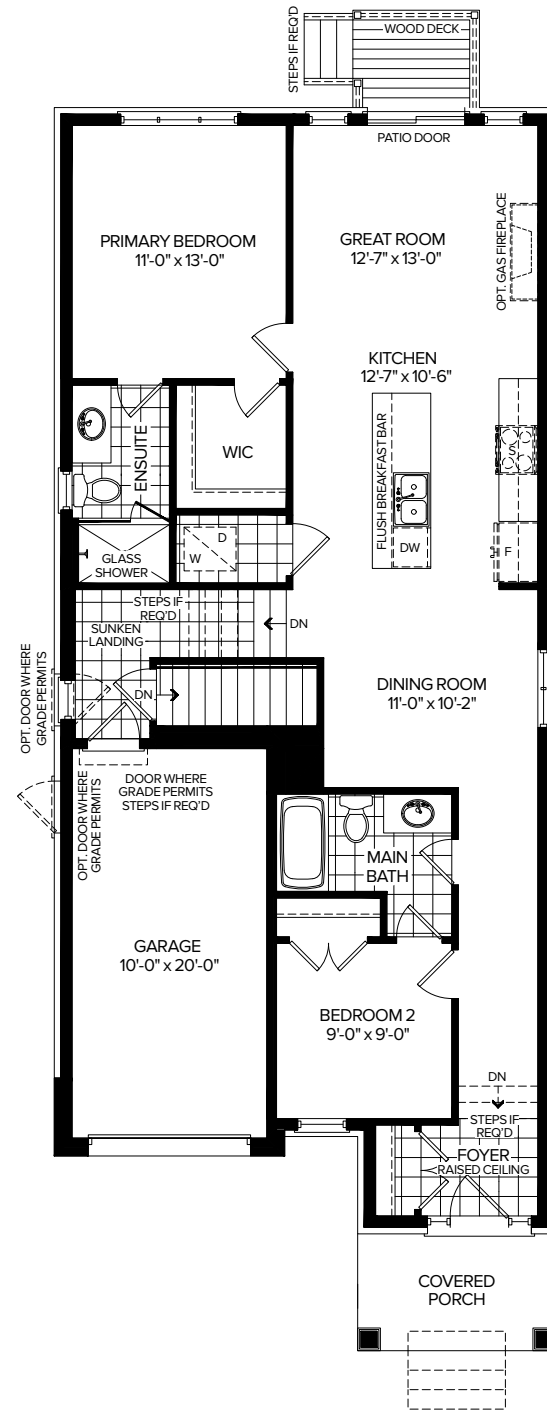 STEPS IF REQ'D
WOOD DECK
PATIO DOOR
PRIMARY BEDROOM
11'-0" x 13'-0"
GREAT ROOM
12'-7" x 13'-0"
OPT. GAS FIREPLACE
KITCHEN
12'-7" x 10'-6"
ENSUITE
WIC
FLUSH BREAKFAST BAR
S
D
W
DW
F
GLASS
SHOWER
STEPS IF
REQ'D
SUNKEN
LANDING
DN
DN
OPT. DOOR WHERE
GRADE PERMITS
DINING ROOM
11'-0" x 10'-2"
OPT. DOOR WHERE
GRADE PERMITS
DOOR WHERE
GRADE PERMITS
STEPS IF REQ'D
MAIN
BATH
GARAGE
10'-0" x 20'-0"
BEDROOM 2
9'-0" x 9'-0"
DN
STEPS IF
REQ'D
FOYER
RAISED CEILING
COVERED
PORCH